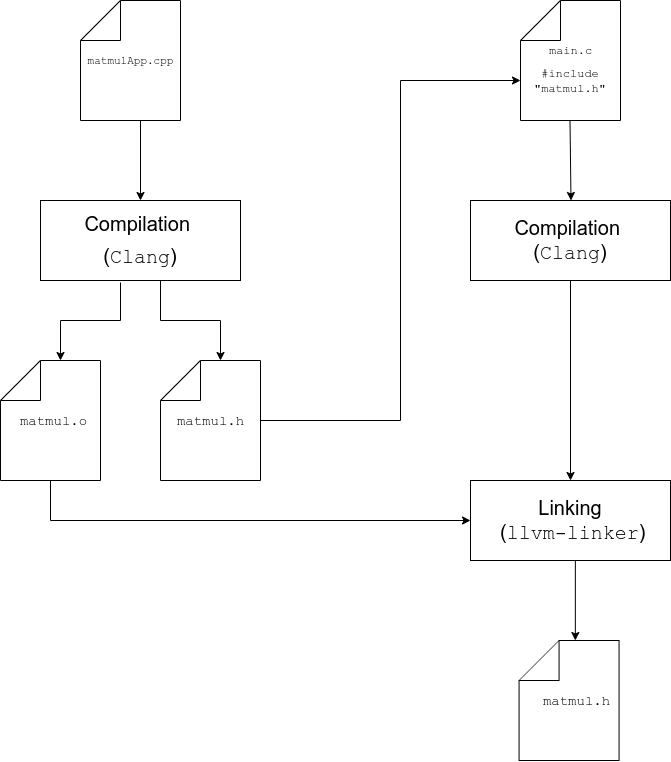 matmulApp.cpp
main.c
#include
"matmul.h"
Compilation
(Clang)
Compilation
(Clang)
matmul.o
matmul.h
Linking
(llvm-linker)
matmul.h